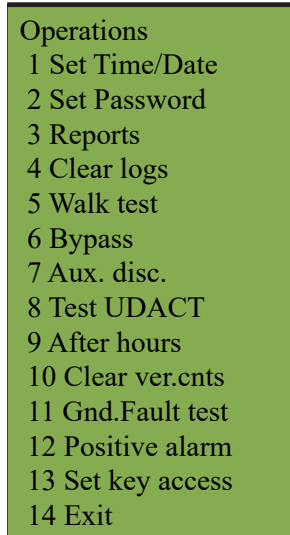 Operations
1 Set Time/Date
2 Set Password
3 Reports
4 Clear logs
5 Walk test
6 Bypass
7 Aux. disc.
8 Test UDACT
9 After hours
10 Clear ver.cnts
11 Gnd.Fault test
12 Positive alarm
13 Set key access
14 Exit